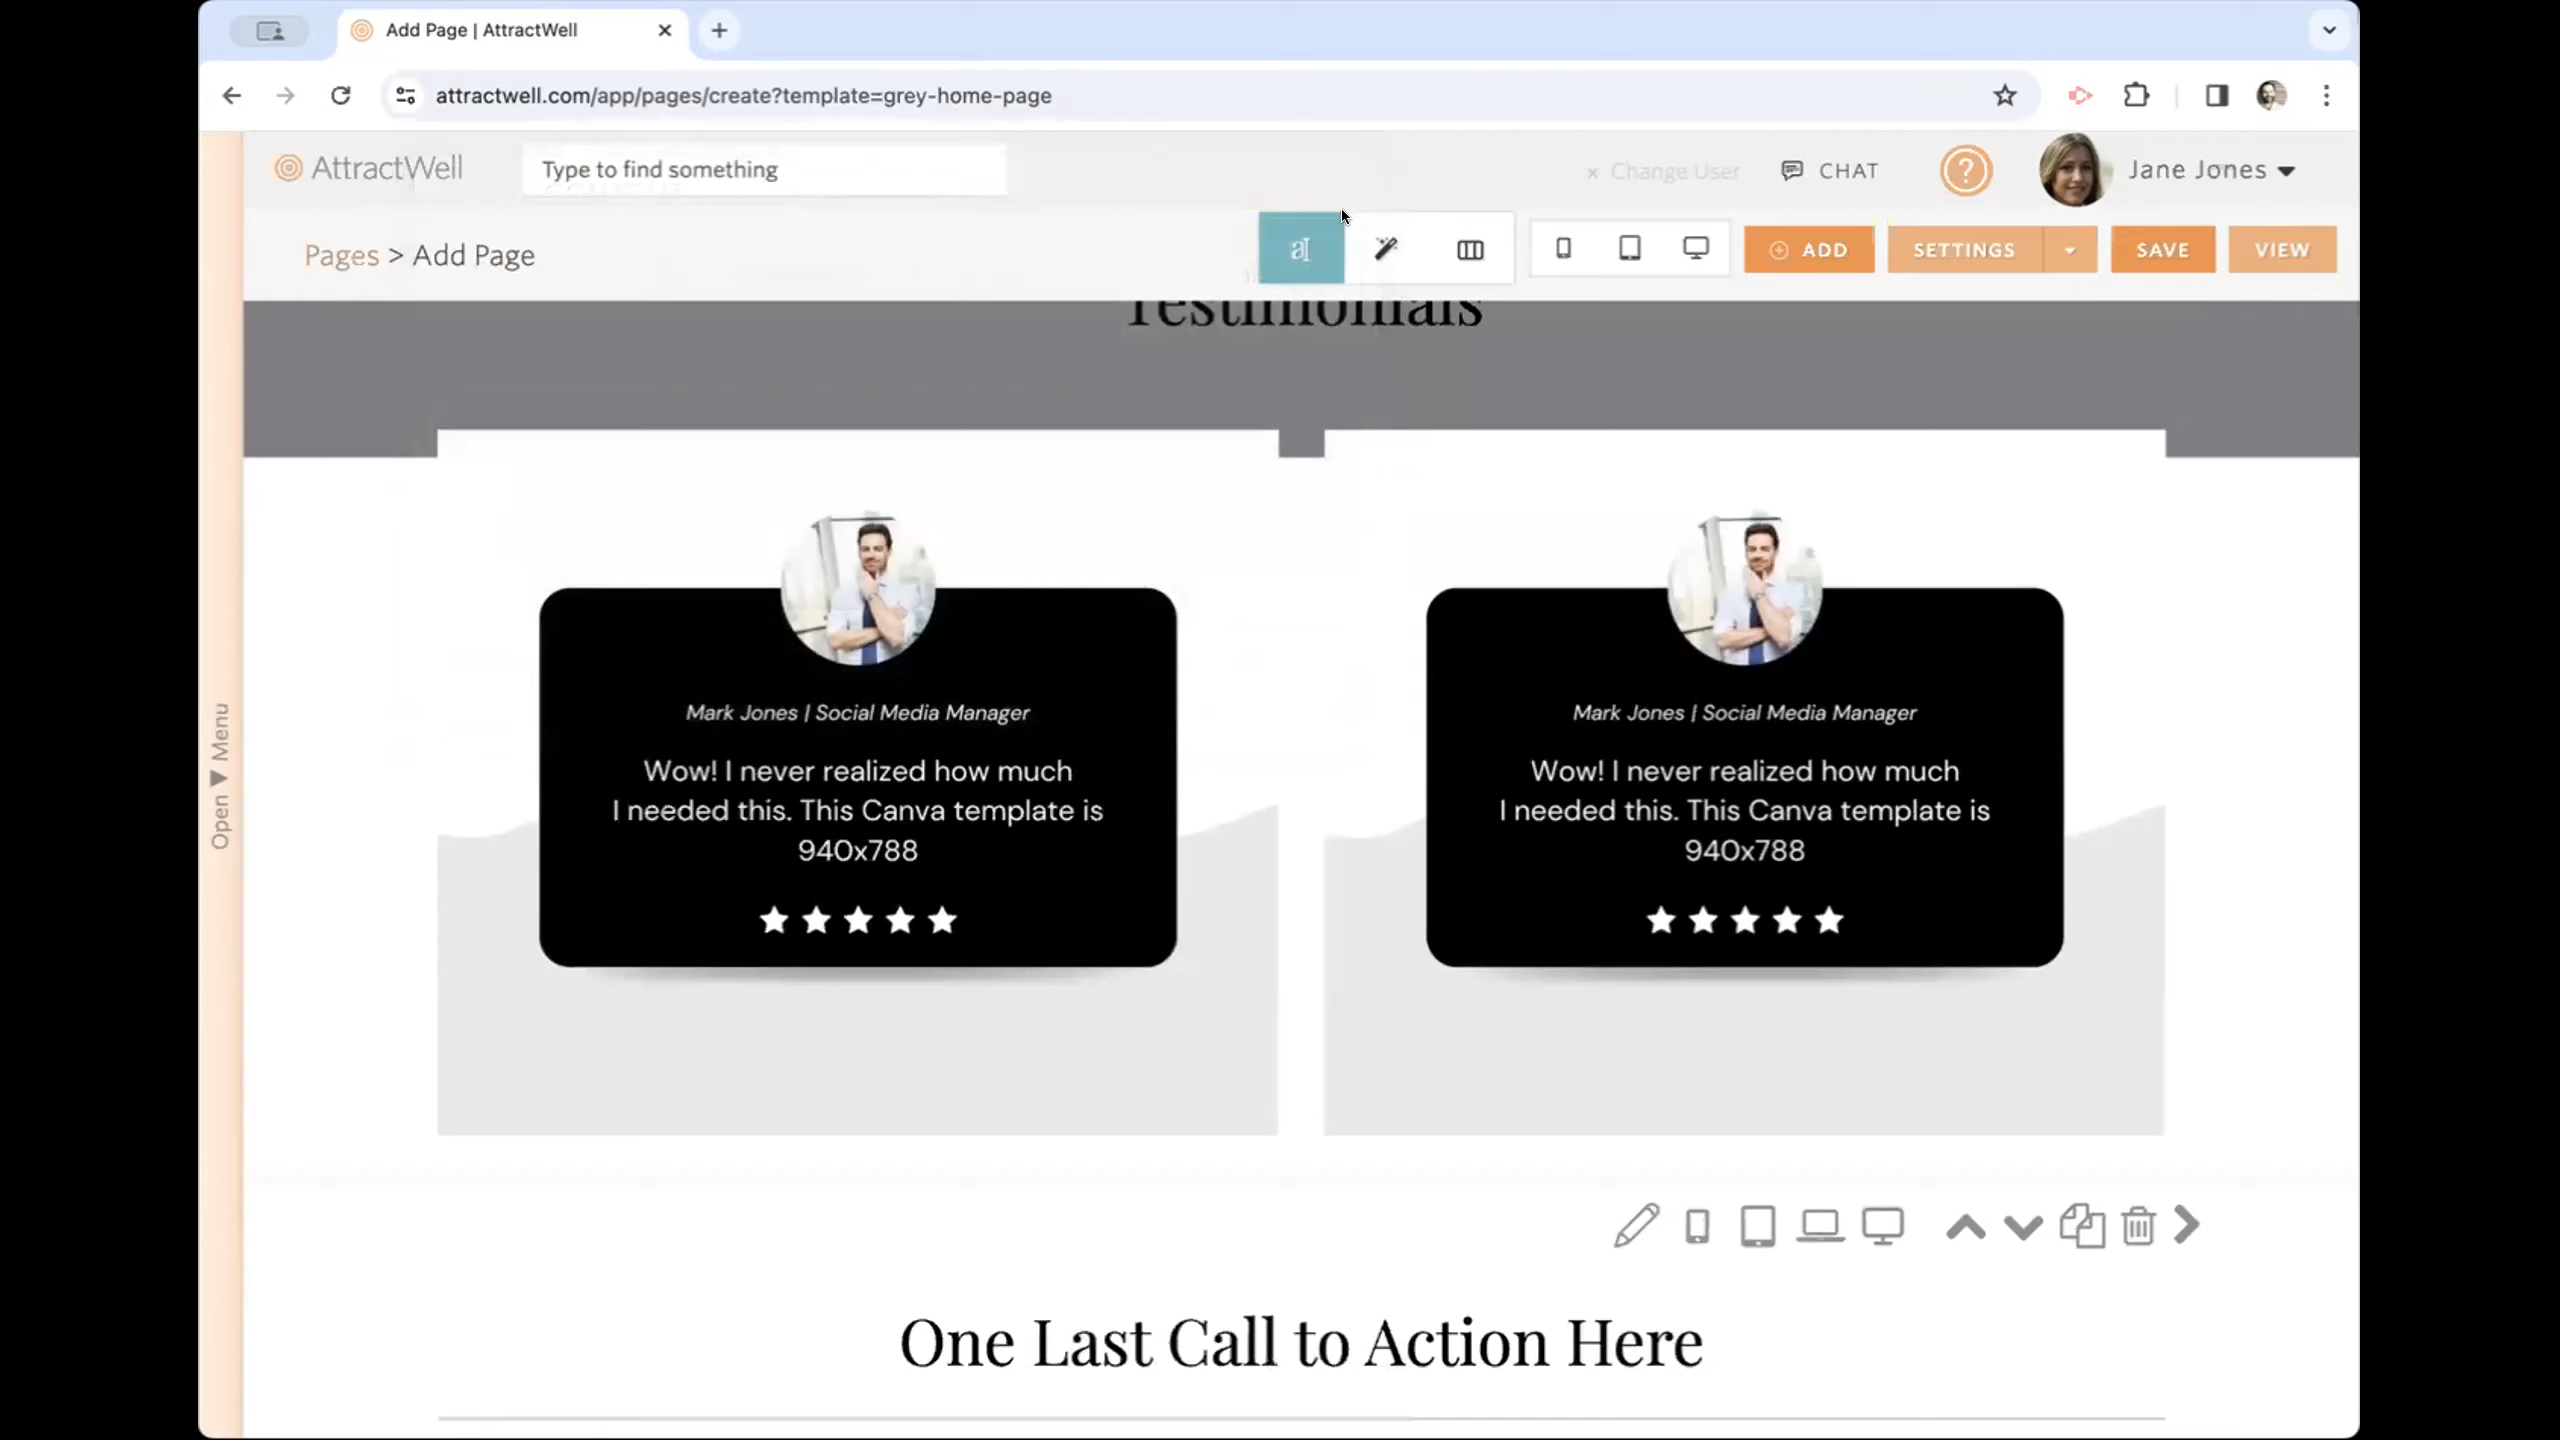 Add Page | AttractWell
attractwell.com/app/pages/create?template=grey-home-page
AttractWell
Type to find something
× Change User
CHAT
?
Jane Jones
Pages > Add Page
a
ADD
SETTINGS
SAVE
VIEW
Testimonials
Open Menu
Mark Jones | Social Media Manager
Wow! I never realized how much
I needed this. This Canva template is
940x788
Mark Jones | Social Media Manager
Wow! I never realized how much
I needed this. This Canva template is
940x788
One Last Call to Action Here